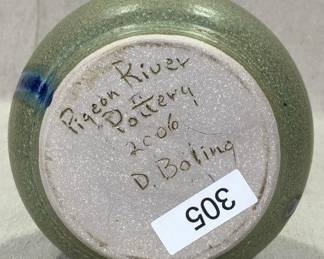 Pigeon River
Pottery
2006
D. Boling
305